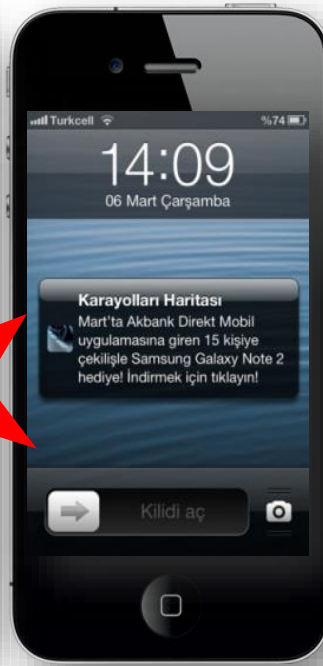 Turkcell %74
14:09
06 Mart Çarşamba
Karayolları Haritası
Mart'ta Akbank Direkt Mobil
uygulamasına giren 15 kişiye
çekilişle Samsung Galaxy Note 2
hediye! İndirmek için tıklayın!
Kilidi aç